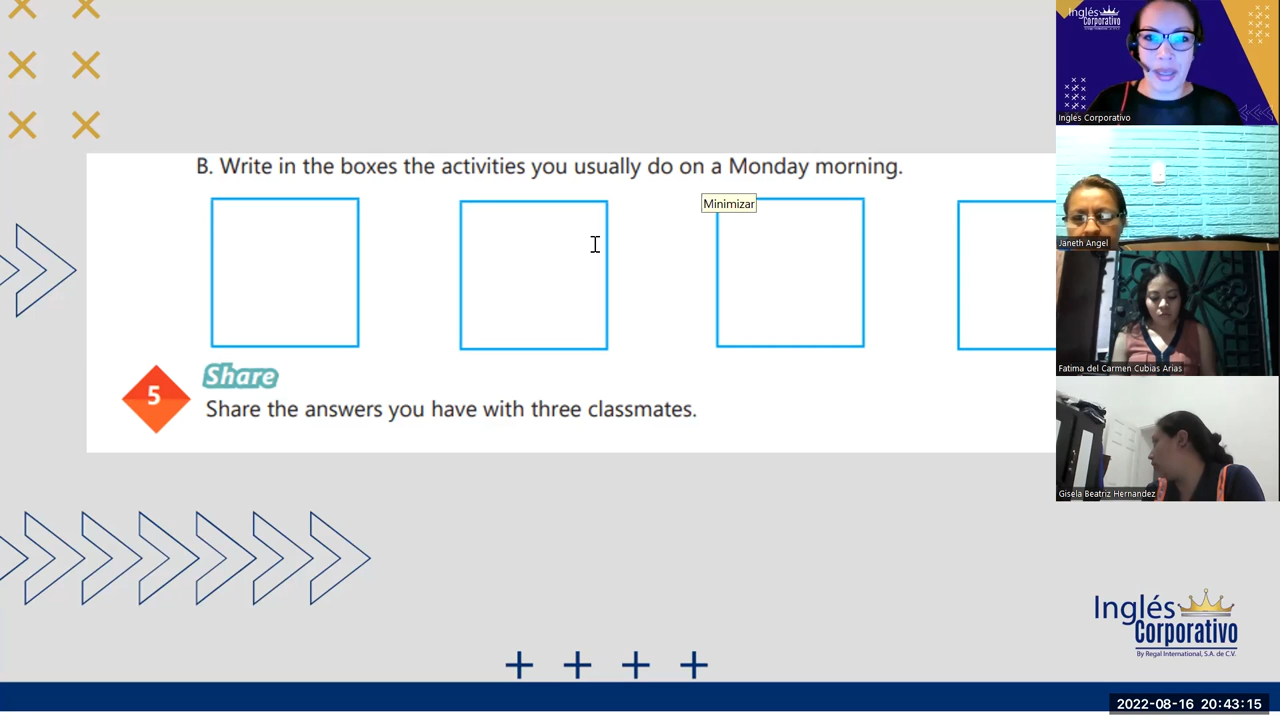 B. Write in the boxes the activities you usually do on a Monday morning.
Minimizar
5
Share
Share the answers you have with three classmates.
Inglés
Corporativo
Inglés Corporativo
Janeth Angel
Fatima del Carmen Cubias Arias
Gisela Beatriz Hernandez
Inglés
Corporativo
By Regal International, S.A. de C.V.
2022-08-16 20:43:15